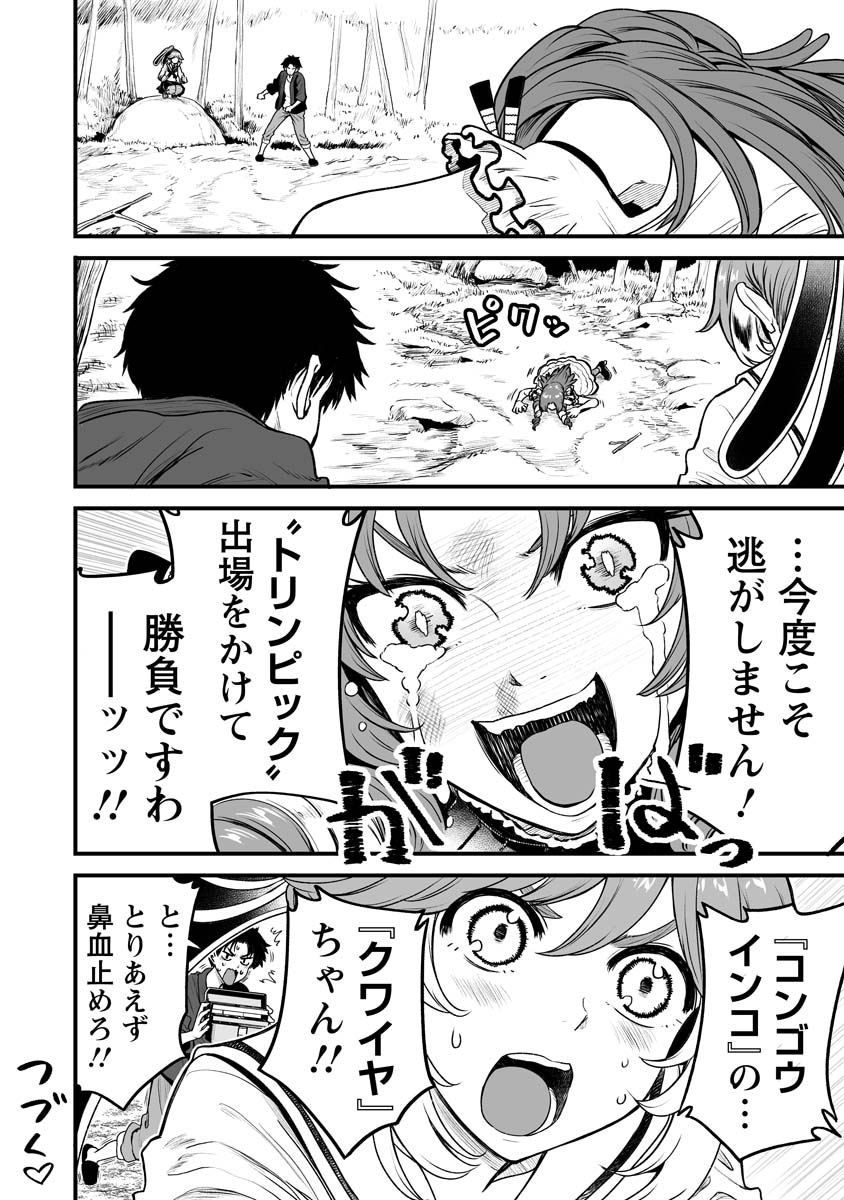 ピクッ
…今度こそ
逃がしません！
〝トリンピック〟
出場をかけて
勝負ですわ
――ッッ!!
がばっ
『コンゴウ
インコ』の…
『クワイヤ』
ちゃん!!
と…
とりあえず
鼻血止めろ!!
つづく♡